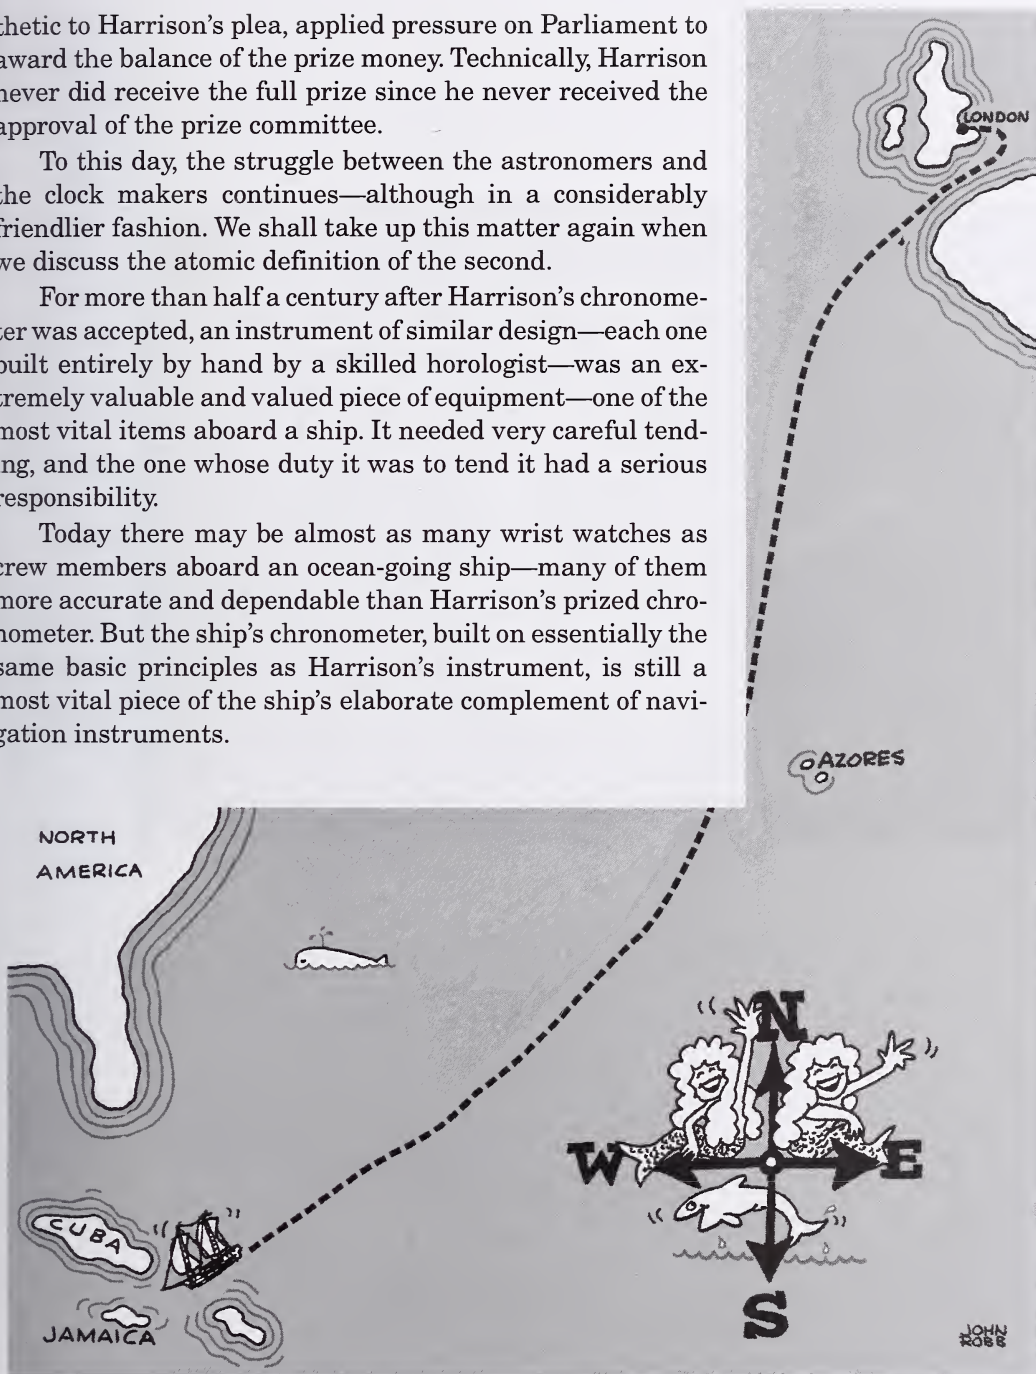 thetic to Harrison's plea, applied pressure on Parliament to
award the balance of the prize money. Technically, Harrison
never did receive the full prize since he never received the
approval of the prize committee.
To this day, the struggle between the astronomers and
the clock makers continues—although in a considerably
friendlier fashion. We shall take up this matter again when
we discuss the atomic definition of the second.
For more than half a century after Harrison's chronome-
ter was accepted, an instrument of similar design—each one
built entirely by hand by a skilled horologist—was an ex-
tremely valuable and valued piece of equipment—one of the
most vital items aboard a ship. It needed very careful tend-
ing, and the one whose duty it was to tend it had a serious
responsibility.
Today there may be almost as many wrist watches as
crew members aboard an ocean-going ship—many of them
more accurate and dependable than Harrison's prized chro-
nometer. But the ship's chronometer, built on essentially the
same basic principles as Harrison's instrument, is still a
most vital piece of the ship's elaborate complement of navi-
gation instruments.
LONDON
AZORES
NORTH
AMERICA
N
W
E
S
CUBA
JAMAICA
JOHN
ROBB